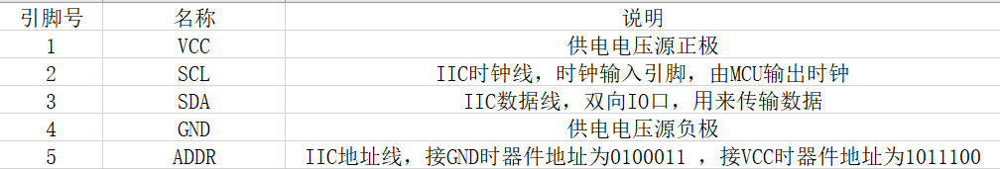 引脚号 名称 说明
1 VCC 供电电压源正极
2 SCL IIC时钟线，时钟输入引脚，由MCU输出时钟
3 SDA IIC数据线，双向IO口，用来传输数据
4 GND 供电电压源负极
5 ADDR IIC地址线，接GND时器件地址为0100011 ，接VCC时器件地址为1011100